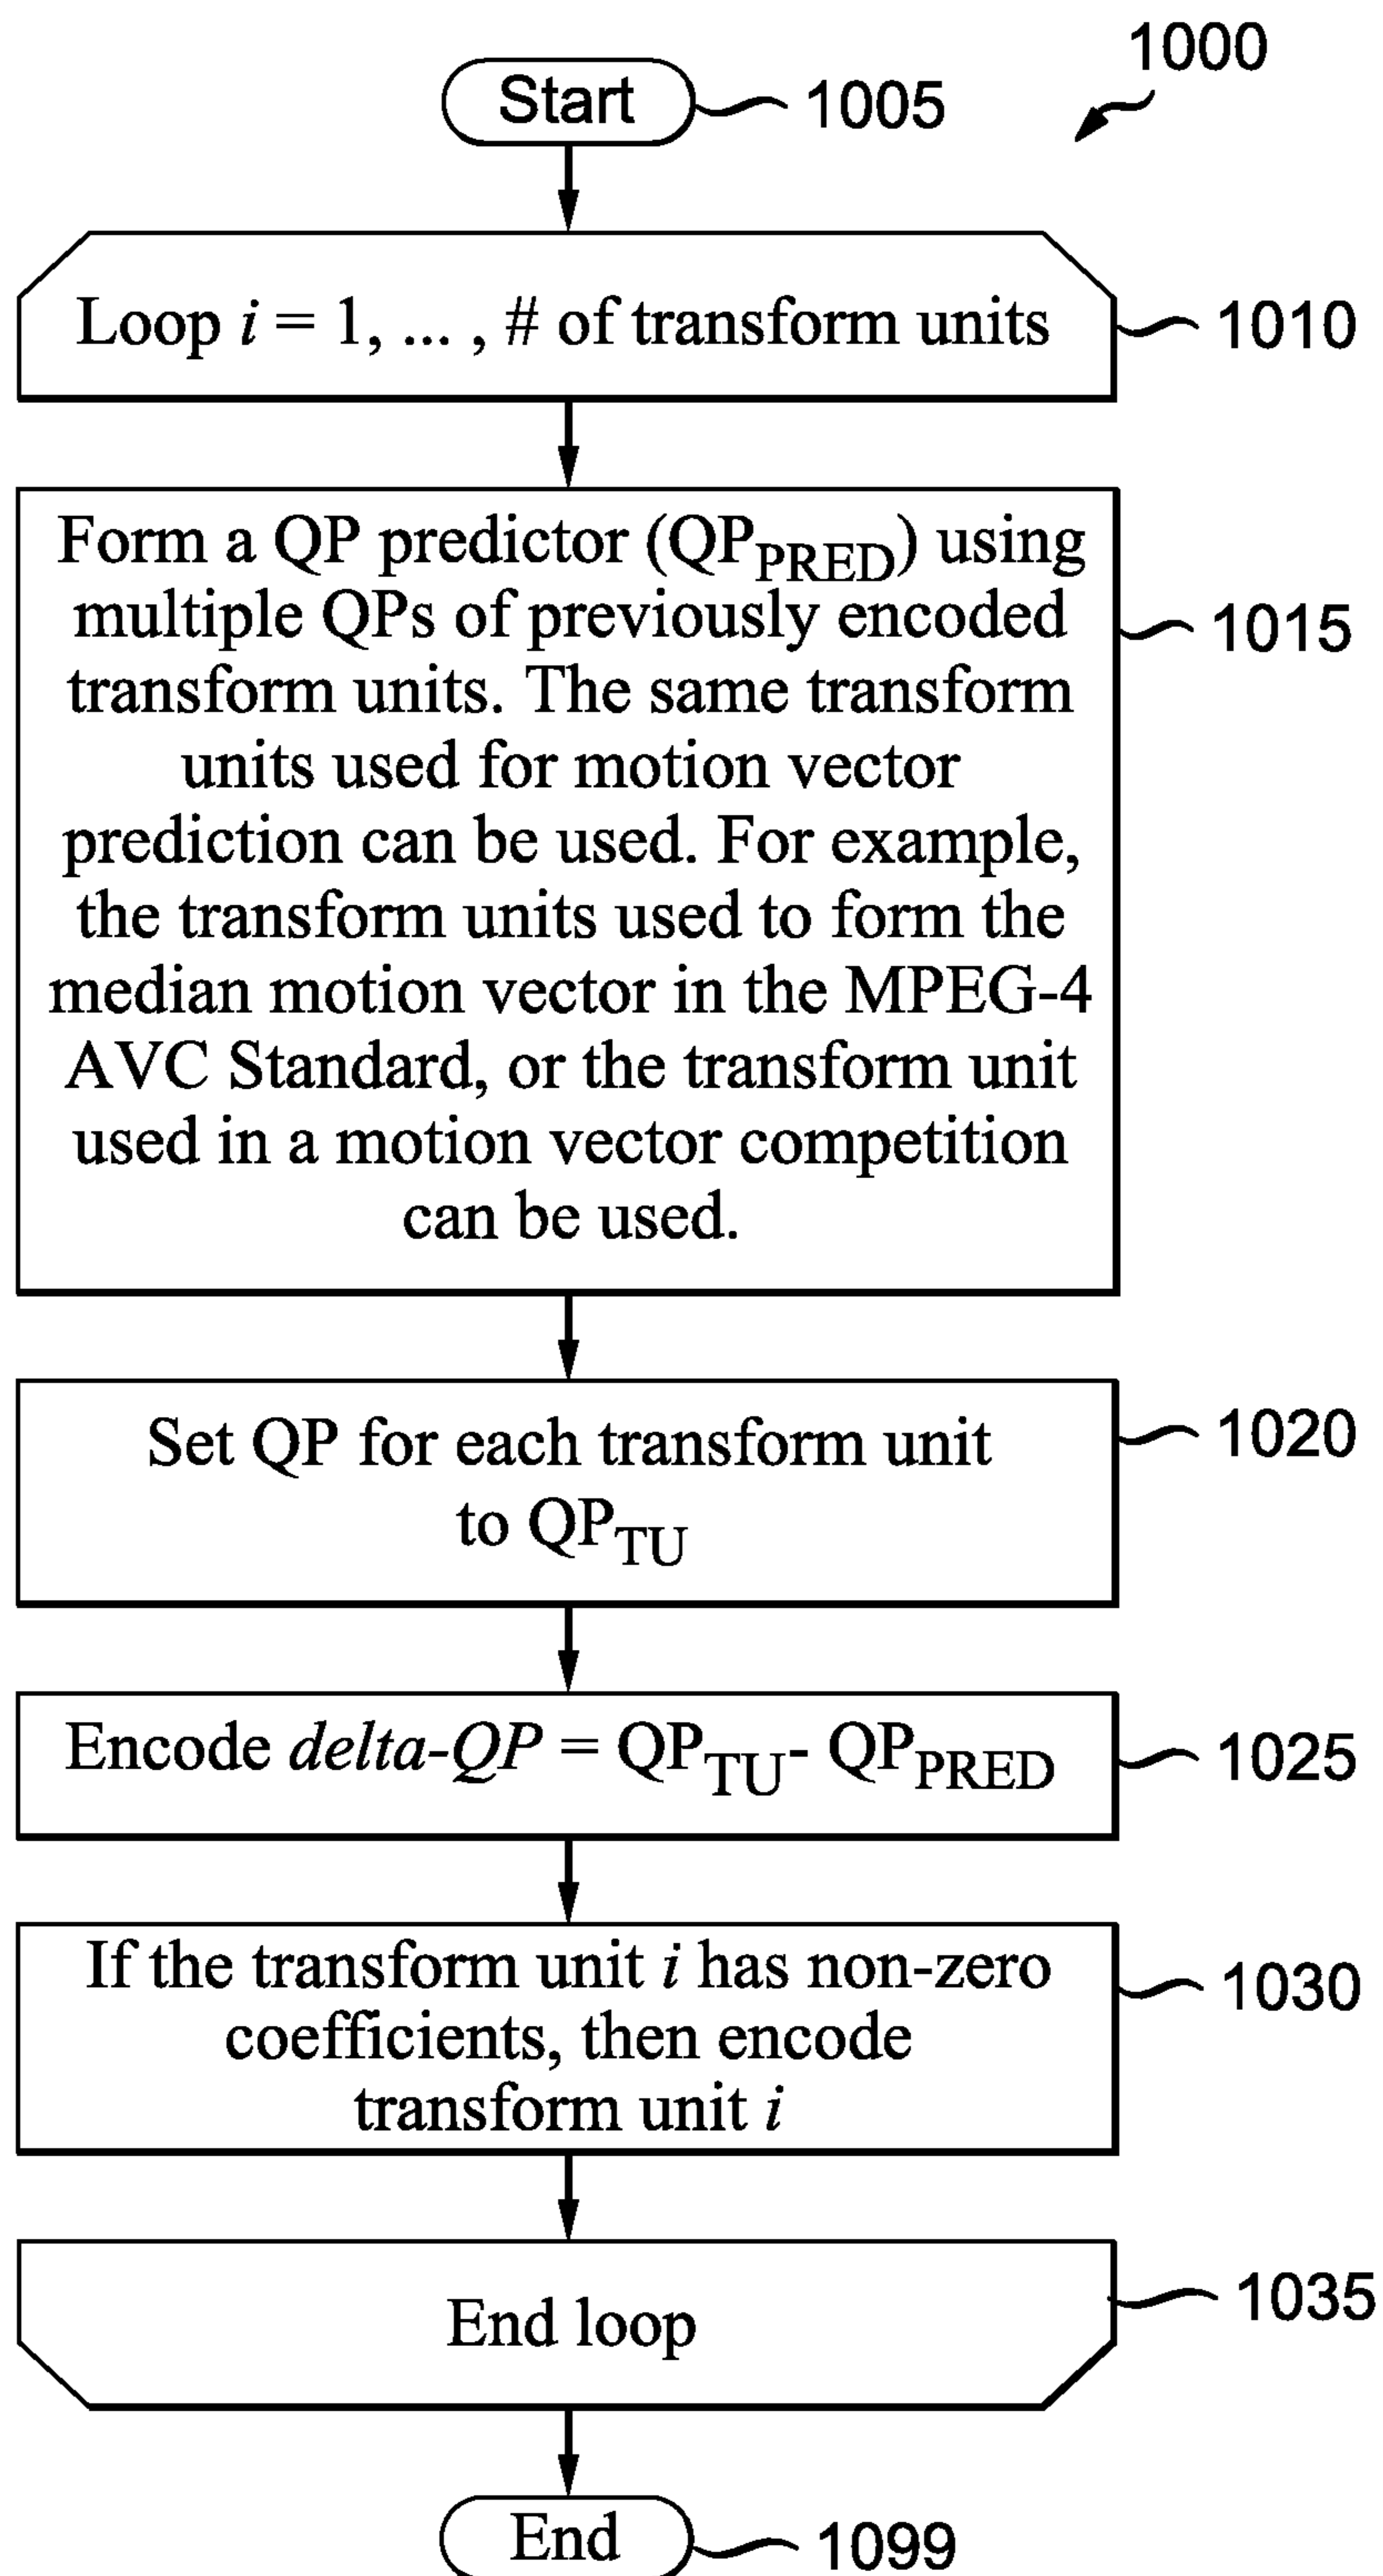 1000
Start
1005
Loop i = 1, ... , # of transform units
1010
Form a QP predictor (QPPRED) using
multiple QPs of previously encoded
transform units. The same transform
units used for motion vector
prediction can be used. For example,
the transform units used to form the
median motion vector in the MPEG-4
AVC Standard, or the transform unit
used in a motion vector competition
can be used.
1015
Set QP for each transform unit
to QPTU
1020
Encode delta-QP = QPTU- QPPRED
1025
If the transform unit i has non-zero
coefficients, then encode
transform unit i
1030
End loop
1035
End
1099